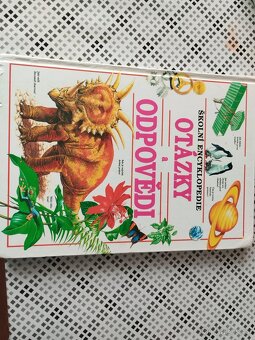 ŠKOLNÍ ENCYKLOPEDIE
OTÁZKY
a
ODPOVĚDI